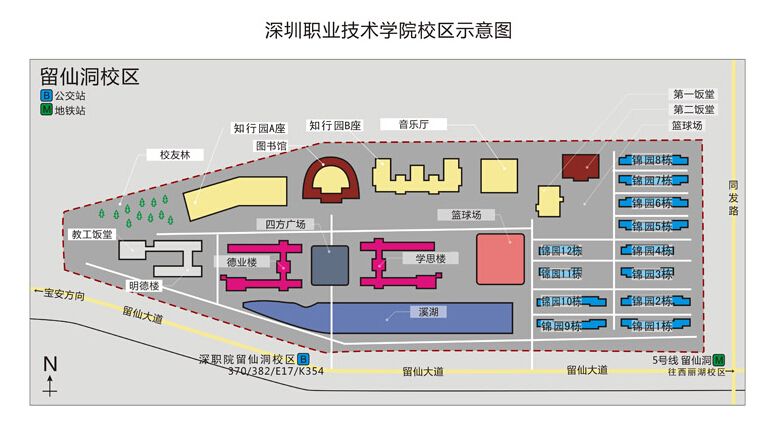 深圳职业技术学院校区示意图
留仙洞校区
B 公交站
M 地铁站
第一饭堂
第二饭堂
篮球场
知行园A座
知行园B座
音乐厅
图书馆
校友林
锦园8栋
锦园7栋
锦园6栋
锦园5栋
锦园4栋
锦园3栋
锦园2栋
锦园1栋
锦园12栋
锦园11栋
锦园10栋
锦园9栋
同发路
四方广场
篮球场
教工饭堂
德业楼
学思楼
明德楼
溪湖
←宝安方向
留仙大道
深职院留仙洞校区 B
370/382/E17/K354
留仙大道
留仙大道
5号线 留仙洞 M
往西丽湖校区→
N